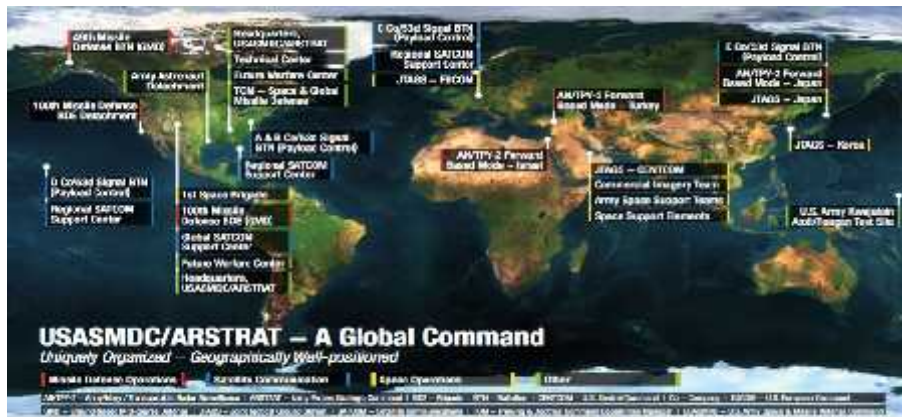 49th Missile
Defense BTN (GMD)
Headquarters,
USASMDC/ARSTRAT
Technical Center
Future Warfare Center
TCM – Space & Global
Missile Defense
Army Astronaut
Detachment
100th Missile Defense
BDE Detachment
A & B Co/53d Signal
BTN (Payload Control)
Regional SATCOM
Support Center
D Co/53d Signal BTN
(Payload Control)
Regional SATCOM
Support Center
1st Space Brigade
100th Missile
Defense BDE (GMD)
Global SATCOM
Support Center
Future Warfare Center
Headquarters,
USASMDC/ARSTRAT
C Co/53d Signal BTN
(Payload Control)
Regional SATCOM
Support Center
JTAGS – EUCOM
AN/TPY-2 Forward
Based Mode – Turkey
AN/TPY-2 Forward
Based Mode – Israel
JTAGS – CENTCOM
Commercial Imagery Team
Army Space Support Teams
Space Support Elements
E Co/53d Signal BTN
(Payload Control)
AN/TPY-2 Forward
Based Mode – Japan
JTAGS – Japan
JTAGS – Korea
U.S. Army Kwajalein
Atoll/Reagan Test Site
USASMDC/ARSTRAT – A Global Command
Uniquely Organized – Geographically Well-positioned
Missile Defense Operations
Satellite Communication
Space Operations
Other